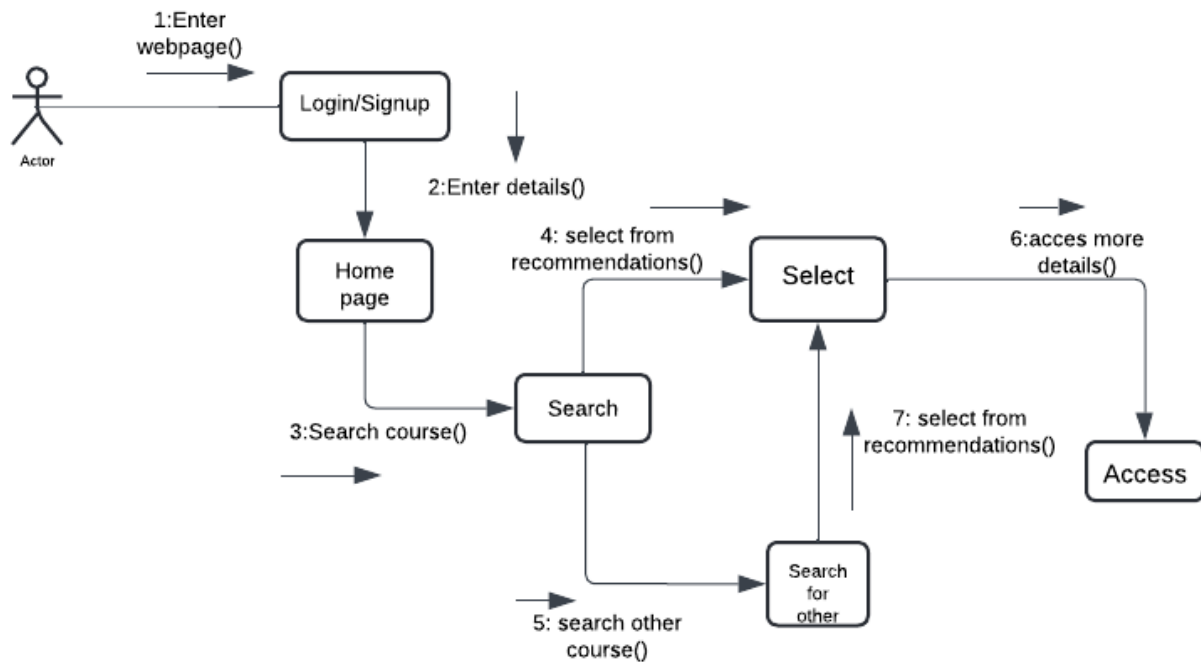 1:Enter
webpage()
Login/Signup
Actor
2:Enter details()
Home
page
4: select from
recommendations()
Select
6:acces more
details()
Search
3:Search course()
7: select from
recommendations()
Access
Search
for
other
5: search other
course()